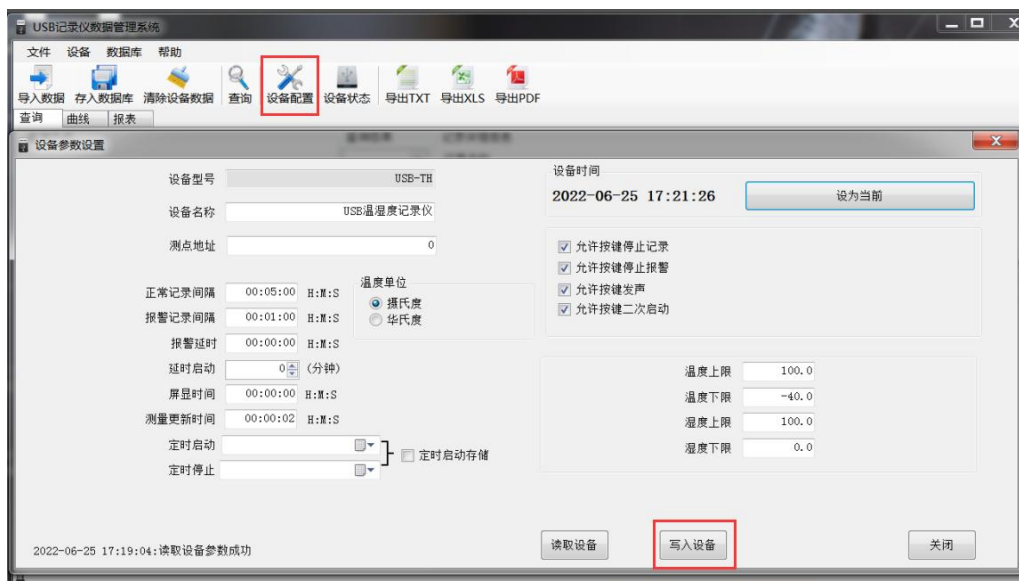 USB记录仪数据管理系统
文件 设备 数据库 帮助
导入数据 存入数据库 清除设备数据 查询 设备配置 设备状态 导出TXT 导出XLS 导出PDF
查询 曲线 报表
设备参数设置
设备型号 USB-TH
设备名称 USB温湿度记录仪
测点地址 0
正常记录间隔 00:05:00 H:M:S
报警记录间隔 00:01:00 H:M:S
报警延时 00:00:00 H:M:S
延时启动 0 (分钟)
屏显时间 00:00:00 H:M:S
测量更新时间 00:00:02 H:M:S
定时启动
定时停止
定时启动存储
温度单位
摄氏度
华氏度
设备时间
2022-06-25 17:21:26 设为当前
允许按键停止记录
允许按键停止报警
允许按键发声
允许按键二次启动
温度上限 100.0
温度下限 -40.0
湿度上限 100.0
湿度下限 0.0
2022-06-25 17:19:04:读取设备参数成功
读取设备 写入设备 关闭